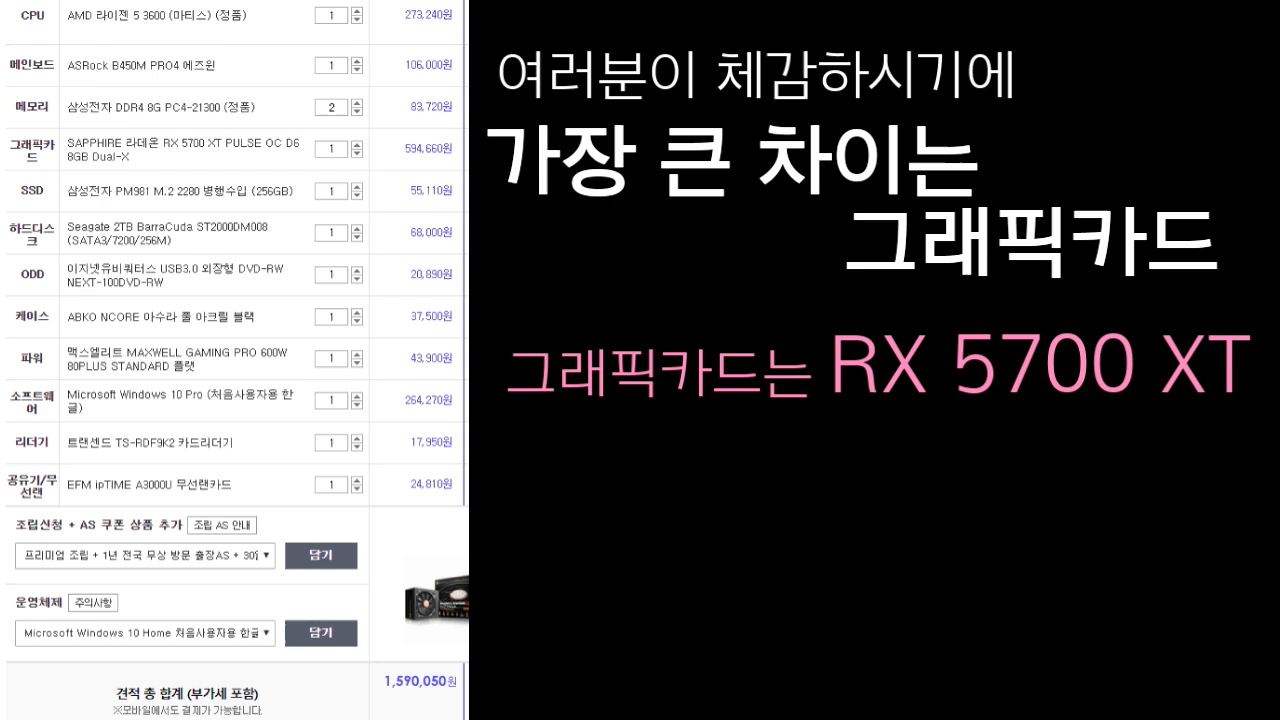 CPU
AMD 라이젠 5 3600 (마티스) (정품)
1
273,240원
메인보드
ASRock B450M PRO4 에즈윈
1
106,000원
메모리
삼성전자 DDR4 8G PC4-21300 (정품)
2
83,720원
그래픽카
드
SAPPHIRE 라데온 RX 5700 XT PULSE OC D6
8GB Dual-X
1
594,660원
SSD
삼성전자 PM981 M.2 2280 병행수입 (256GB)
1
55,110원
하드디스
크
Seagate 2TB BarraCuda ST2000DM008
(SATA3/7200/256M)
1
68,000원
ODD
이지넷유비쿼터스 USB3.0 외장형 DVD-RW
NEXT-100DVD-RW
1
20,890원
케이스
ABKO NCORE 아수라 풀 아크릴 블랙
1
37,500원
파워
맥스엘리트 MAXWELL GAMING PRO 600W
80PLUS STANDARD 플랫
1
43,900원
소프트웨
어
Microsoft Windows 10 Pro (처음사용자용 한
글)
1
264,270원
리더기
트랜센드 TS-RDF9K2 카드리더기
1
17,950원
공유기/무
선랜
EFM ipTIME A3000U 무선랜카드
1
24,810원
조립신청 + AS 쿠폰 상품 추가 조립 AS 안내
프리미엄 조립 + 1년 전국 무상 방문 출장AS + 30일
담기
운영체제 주의사항
Microsoft Windows 10 Home 처음사용자용 한글
담기
견적 총 합계 (부가세 포함)
※모바일에서도 결제가 가능합니다.
1,590,050원
여러분이 체감하시기에
가장 큰 차이는
그래픽카드
그래픽카드는 RX 5700 XT